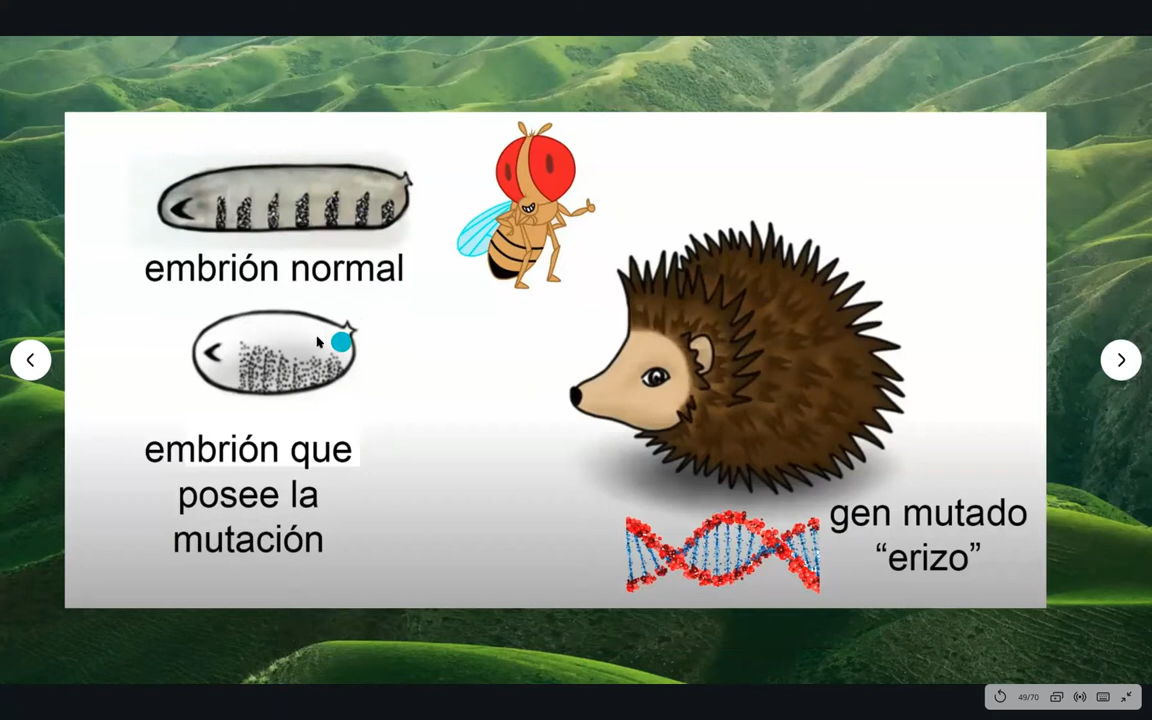 embrión normal
embrión que
posee la
mutación
gen mutado
“erizo”
49/70